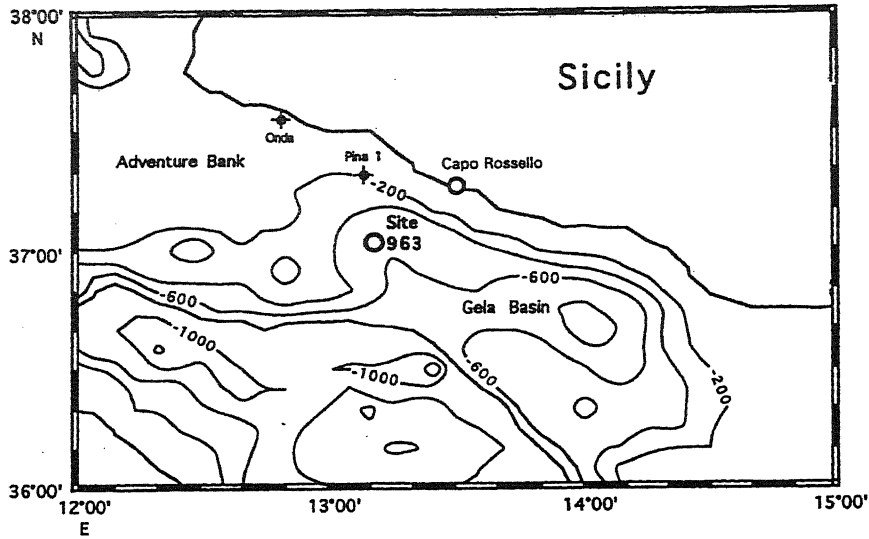 38°00'
N
Sicily
Onda
Adventure Bank
Pina 1
Capo Rossello
-200
Site
963
37°00'
-600
-600
Gela Basin
-1000
-1000
-600
-200
36°00'
12°00'
13°00'
14°00'
15°00'
E